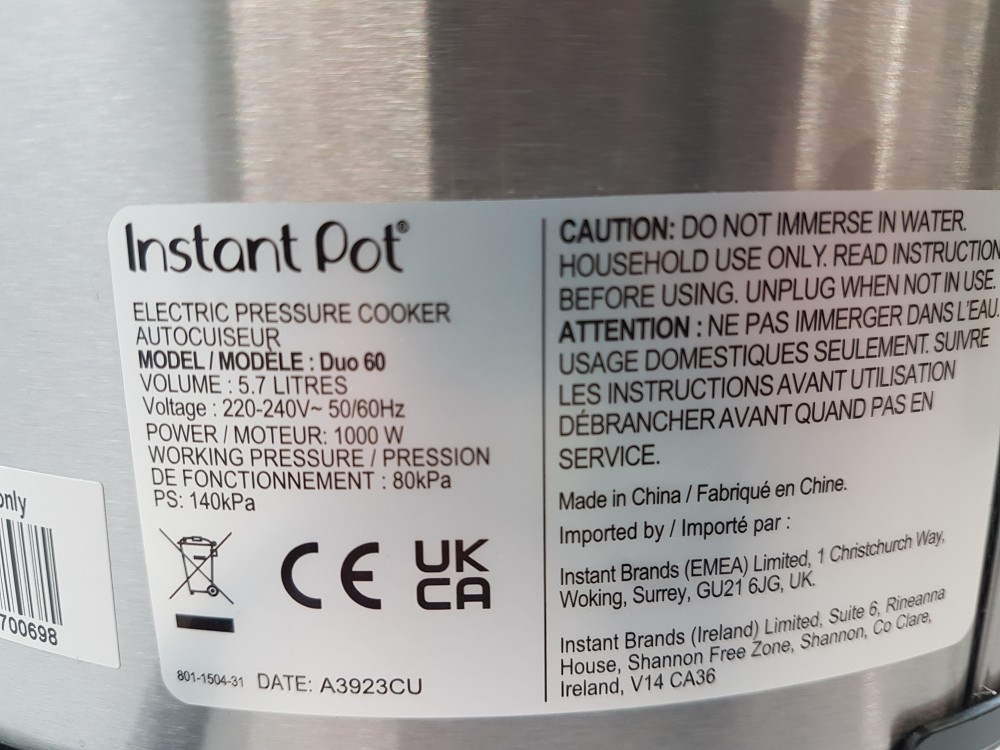 Instant Pot®
ELECTRIC PRESSURE COOKER
AUTOCUISEUR
MODEL / MODÈLE : Duo 60
VOLUME : 5.7 LITRES
Voltage : 220-240V~ 50/60Hz
POWER / MOTEUR: 1000 W
WORKING PRESSURE / PRESSION
DE FONCTIONNEMENT : 80kPa
PS: 140kPa
CE
UK
CA
801-1504-31 DATE: A3923CU
CAUTION: DO NOT IMMERSE IN WATER.
HOUSEHOLD USE ONLY. READ INSTRUCTION
BEFORE USING. UNPLUG WHEN NOT IN USE.
ATTENTION : NE PAS IMMERGER DANS L'EAU.
USAGE DOMESTIQUES SEULEMENT. SUIVRE
LES INSTRUCTIONS AVANT UTILISATION
DÉBRANCHER AVANT QUAND PAS EN
SERVICE.
Made in China / Fabriqué en Chine.
Imported by / Importé par :
Instant Brands (EMEA) Limited, 1 Christchurch Way,
Woking, Surrey, GU21 6JG, UK.
Instant Brands (Ireland) Limited, Suite 6, Rineanna
House, Shannon Free Zone, Shannon, Co Clare,
Ireland, V14 CA36
only
700698